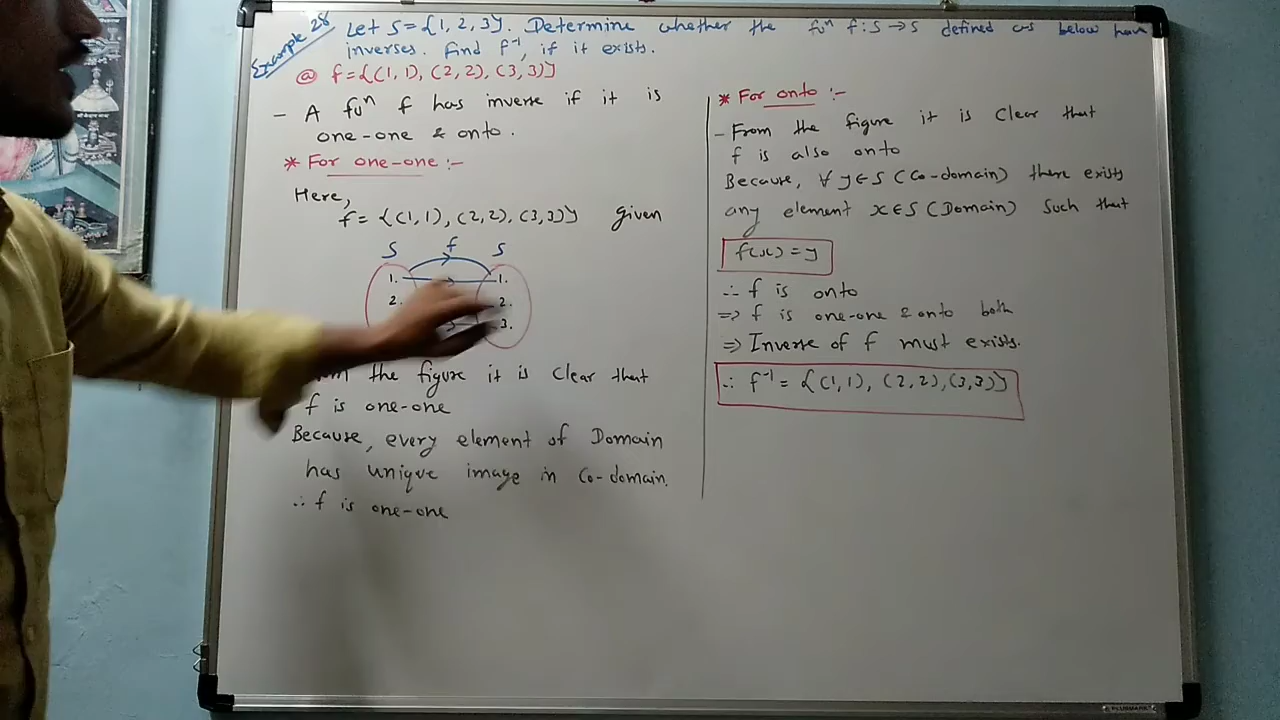 Example 28
Let S = {1, 2, 3}. Determine whether the fuⁿ f : S → S defined as below have
inverses. Find f⁻¹, if it exists.
ⓐ f = {(1, 1), (2, 2), (3, 3)}
- A fuⁿ f has inverse if it is
one-one & onto.
* For one-one :-
Here,
f = {(1, 1), (2, 2), (3, 3)} given
S f S
1. 1.
2. 2.
3.
the figure it is clear that
f is one-one
Because, every element of Domain
has unique image in Co-domain.
∴ f is one-one
* For onto :-
- From the figure it is clear that
f is also onto
Because, ∀ y ∈ S (Co-domain) there exists
any element x ∈ S (Domain) such that
f(x) = y
∴ f is onto
⇒ f is one-one & onto both
⇒ Inverse of f must exists.
∴ f⁻¹ = {(1, 1), (2, 2), (3, 3)}